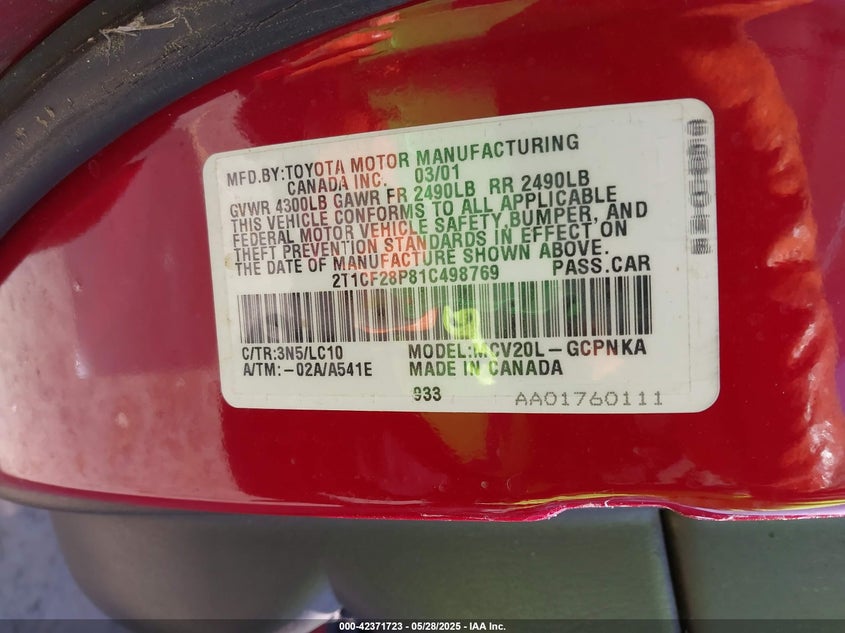 MFD.BY:TOYOTA MOTOR MANUFACTURING
CANADA INC. 03/01
GVWR 4300LB GAWR FR 2490LB RR 2490LB
THIS VEHICLE CONFORMS TO ALL APPLICABLE
FEDERAL MOTOR VEHICLE SAFETY, BUMPER, AND
THEFT PREVENTION STANDARDS IN EFFECT ON
THE DATE OF MANUFACTURE SHOWN ABOVE.
2T1CF28P81C498769 PASS.CAR
C/TR:3N5/LC10 MODEL:MCV20L-GCPNKA
A/TM:-02A/A541E MADE IN CANADA
933 AA01760111
000-42371723 - 05/28/2025 - IAA Inc.